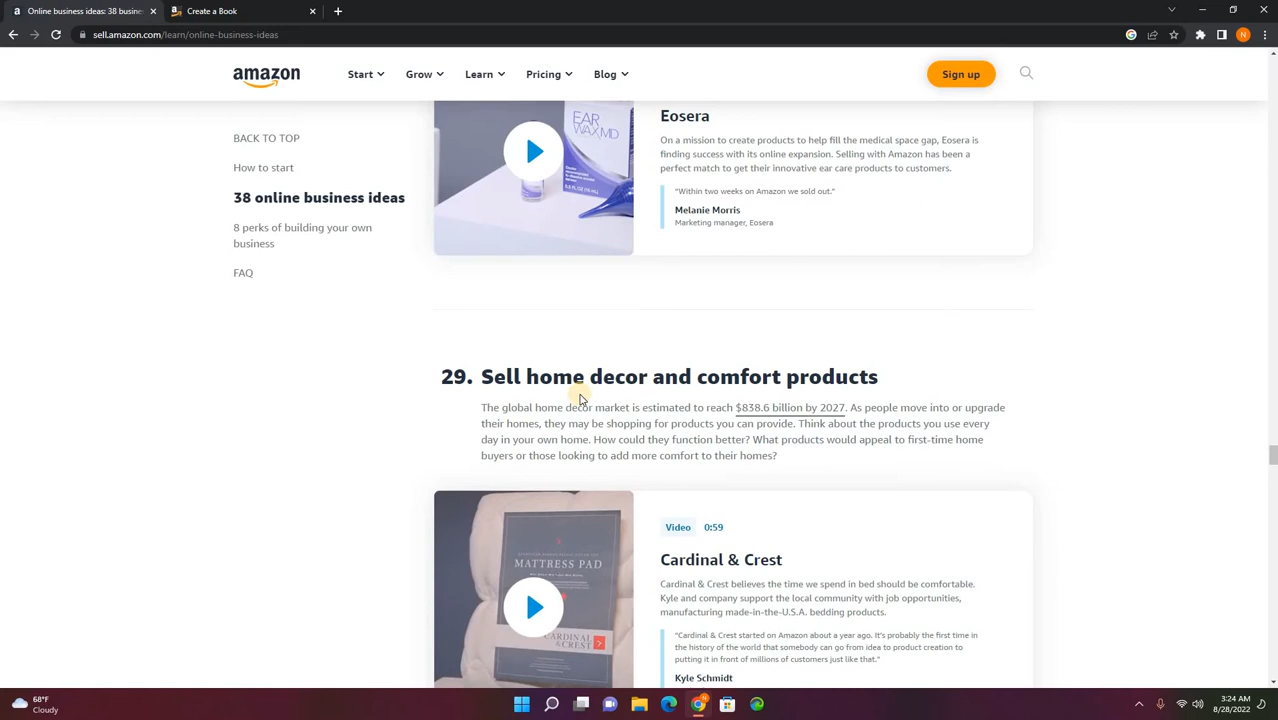 Online business ideas: 38 busine
Create a Book
sell.amazon.com/learn/online-business-ideas
N
amazon
Start
Grow
Learn
Pricing
Blog
Sign up
BACK TO TOP
How to start
38 online business ideas
8 perks of building your own
business
FAQ
EAR
WAX MD
Eosera
On a mission to create products to help fill the medical space gap, Eosera is
finding success with its online expansion. Selling with Amazon has been a
perfect match to get their innovative ear care products to customers.
“Within two weeks on Amazon we sold out.”
Melanie Morris
Marketing manager, Eosera
29. Sell home decor and comfort products
The global home decor market is estimated to reach $838.6 billion by 2027. As people move into or upgrade
their homes, they may be shopping for products you can provide. Think about the products you use every
day in your own home. How could they function better? What products would appeal to first-time home
buyers or those looking to add more comfort to their homes?
MATTRESS PAD
CARDINAL
& CREST
Video 0:59
Cardinal & Crest
Cardinal & Crest believes the time we spend in bed should be comfortable.
Kyle and company support the local community with job opportunities,
manufacturing made-in-the-U.S.A. bedding products.
“Cardinal & Crest started on Amazon about a year ago. It's probably the first time in
the history of the world that somebody can go from idea to product creation to
putting it in front of millions of customers just like that.”
Kyle Schmidt
68°F
Cloudy
3:24 AM
8/28/2022